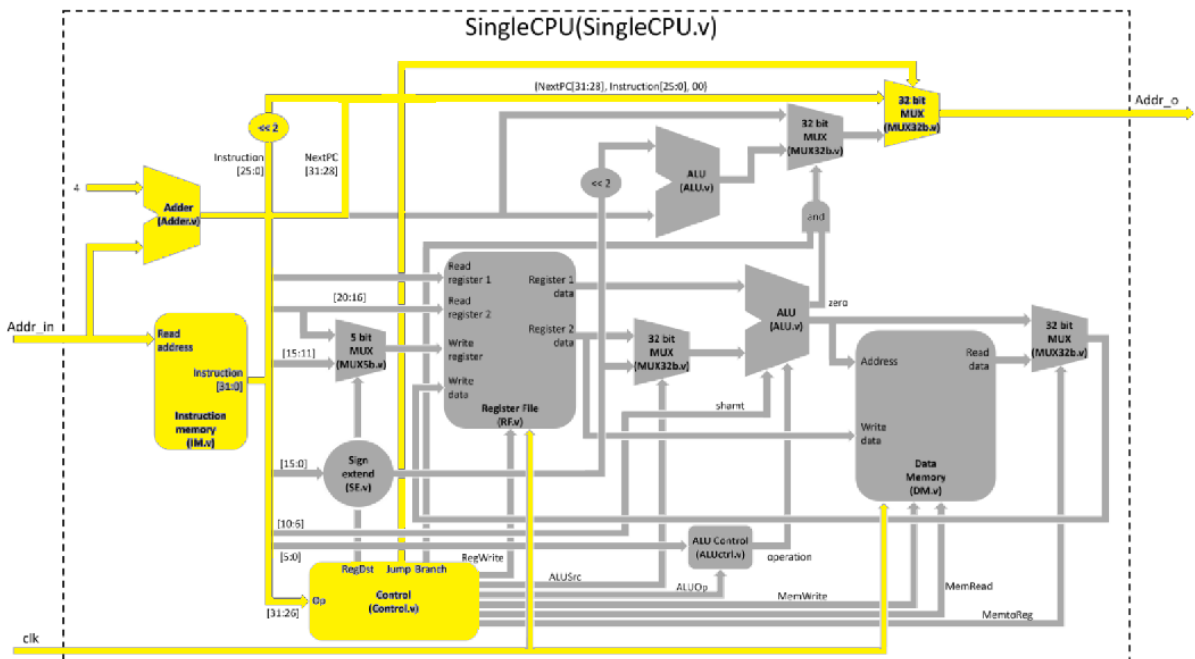 SingleCPU(SingleCPU.v)
(NextPC[31:28], Instruction[25:0], 00)
Addr_o
32 bit
MUX
(MUX32b.v)
<< 2
Instruction
[25:0]
NextPC
[31:28]
32 bit
MUX
(MUX32b.v)
ALU
(ALU.v)
<< 2
4
Adder
(Adder.v)
and
Read
register 1
Register 1
data
[20:16]
Read
register 2
Register 2
data
Write
register
Write
data
Register File
(RF.v)
ALU
(ALU.v)
zero
Addr_in
Read
address
Instruction
[31:0]
Instruction
memory
(IM.v)
[15:11]
5 bit
MUX
(MUX5b.v)
32 bit
MUX
(MUX32b.v)
32 bit
MUX
(MUX32b.v)
Address
Read
data
Write
data
Data
Memory
(DM.v)
shamt
[15:0]
Sign
extend
(SE.v)
[10:6]
[5:0]
ALU Control
(ALUctrl.v)
operation
RegDst
Jump
Branch
RegWrite
ALUSrc
ALUOp
MemWrite
MemRead
MemtoReg
[31:26]
Op
Control
(Control.v)
clk